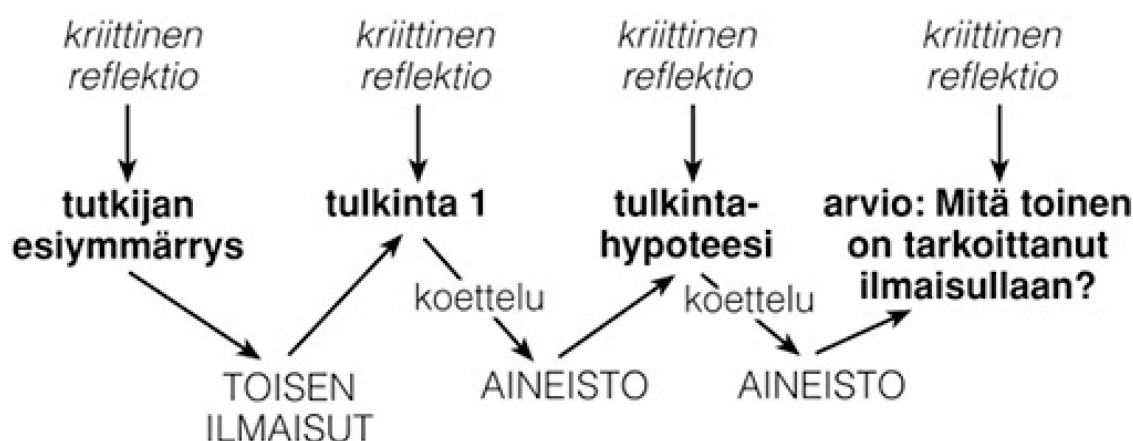 kriittinen
reflektio
kriittinen
reflektio
kriittinen
reflektio
kriittinen
reflektio
tutkijan
esiymmärrys
tulkinta 1
tulkinta-
hypoteesi
arvio: Mitä toinen
on tarkoittanut
ilmaisullaan?
koettelu
koettelu
TOISEN
ILMAISUT
AINEISTO
AINEISTO